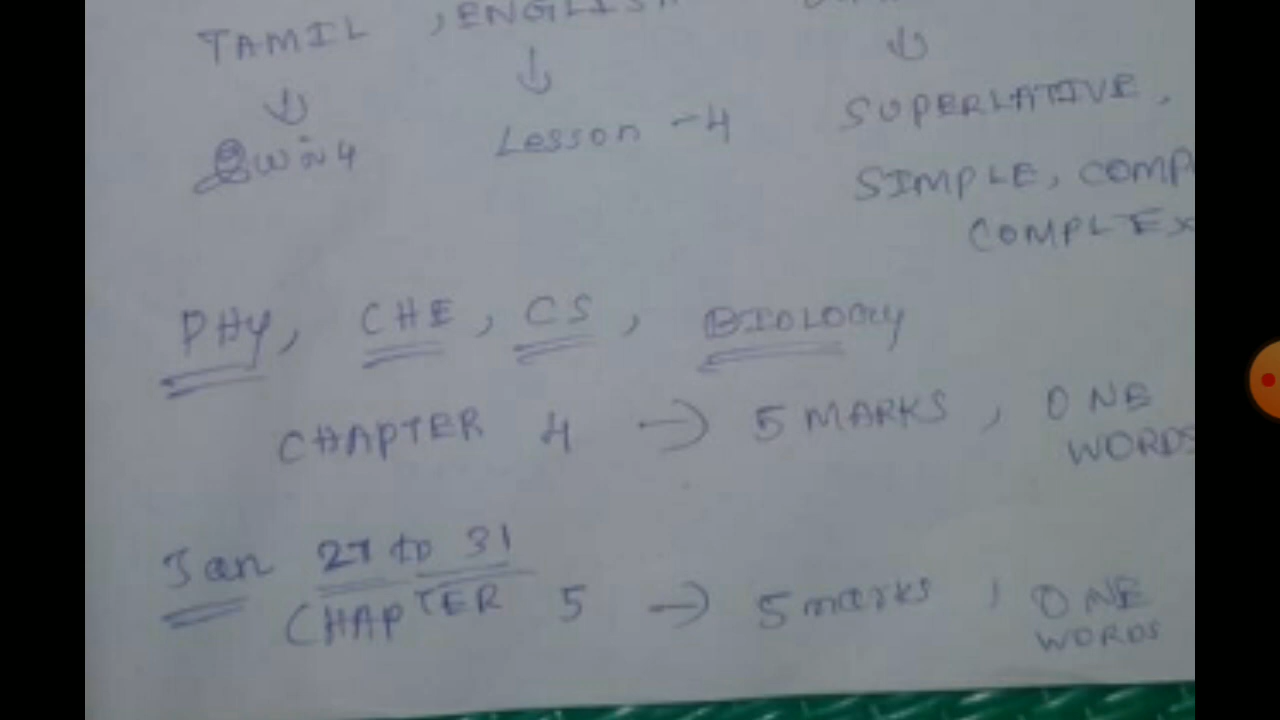 TAMIL , ENGLISH
↓ ↓ ↓
இயல் 4 Lesson - 4 SUPERLATIVE,
SIMPLE, COMP
COMPLEX
PHY, CHE, CS, BIOLOGY
CHAPTER 4 → 5 MARKS, ONE
WORDS
Jan 27 to 31
CHAPTER 5 → 5 marks, ONE
WORDS